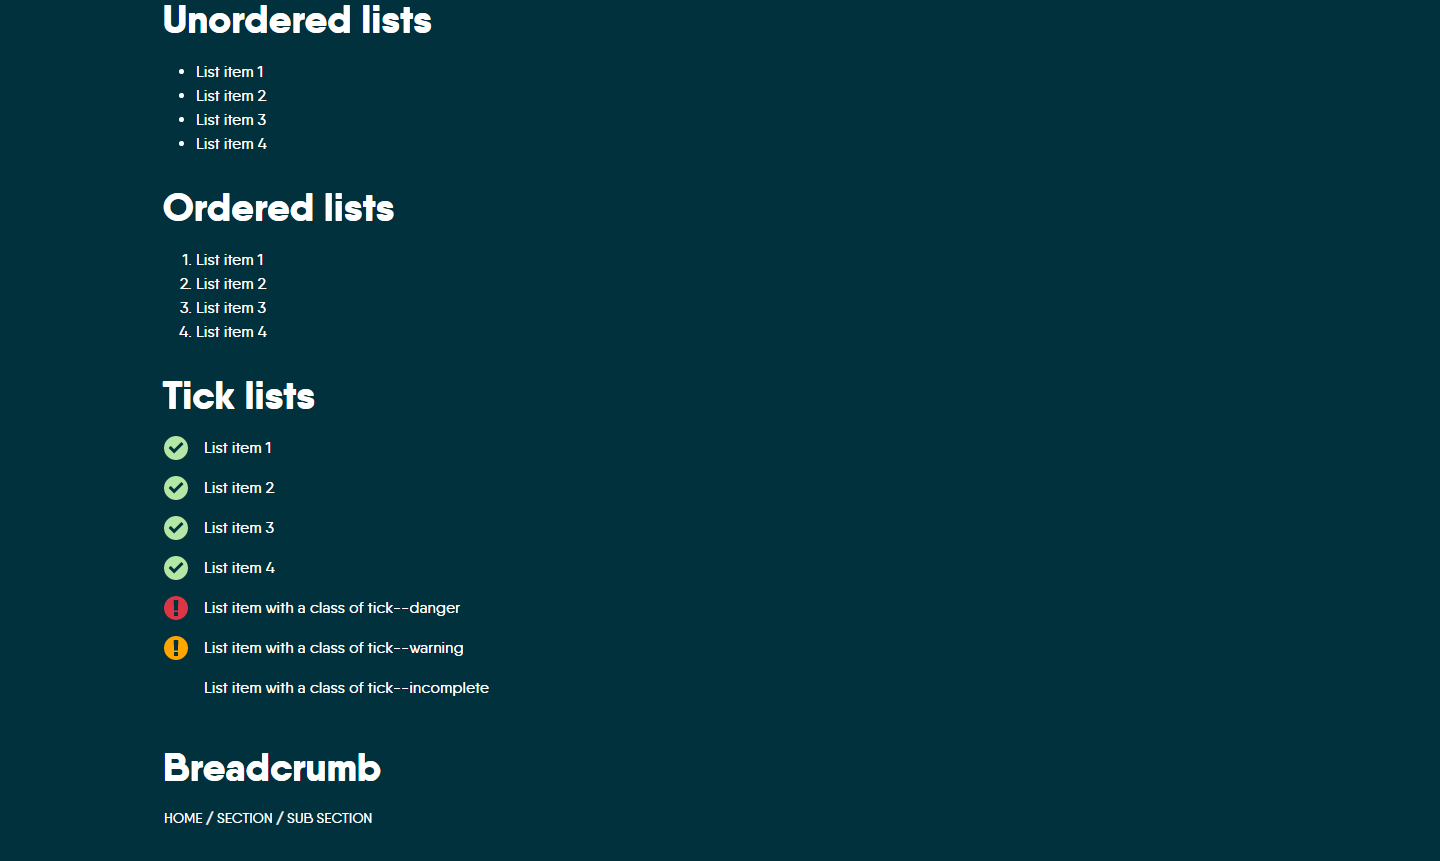 Unordered lists
• List item 1
• List item 2
• List item 3
• List item 4
Ordered lists
1. List item 1
2. List item 2
3. List item 3
4. List item 4
Tick lists
List item 1
List item 2
List item 3
List item 4
List item with a class of tick--danger
List item with a class of tick--warning
List item with a class of tick--incomplete
Breadcrumb
HOME / SECTION / SUB SECTION